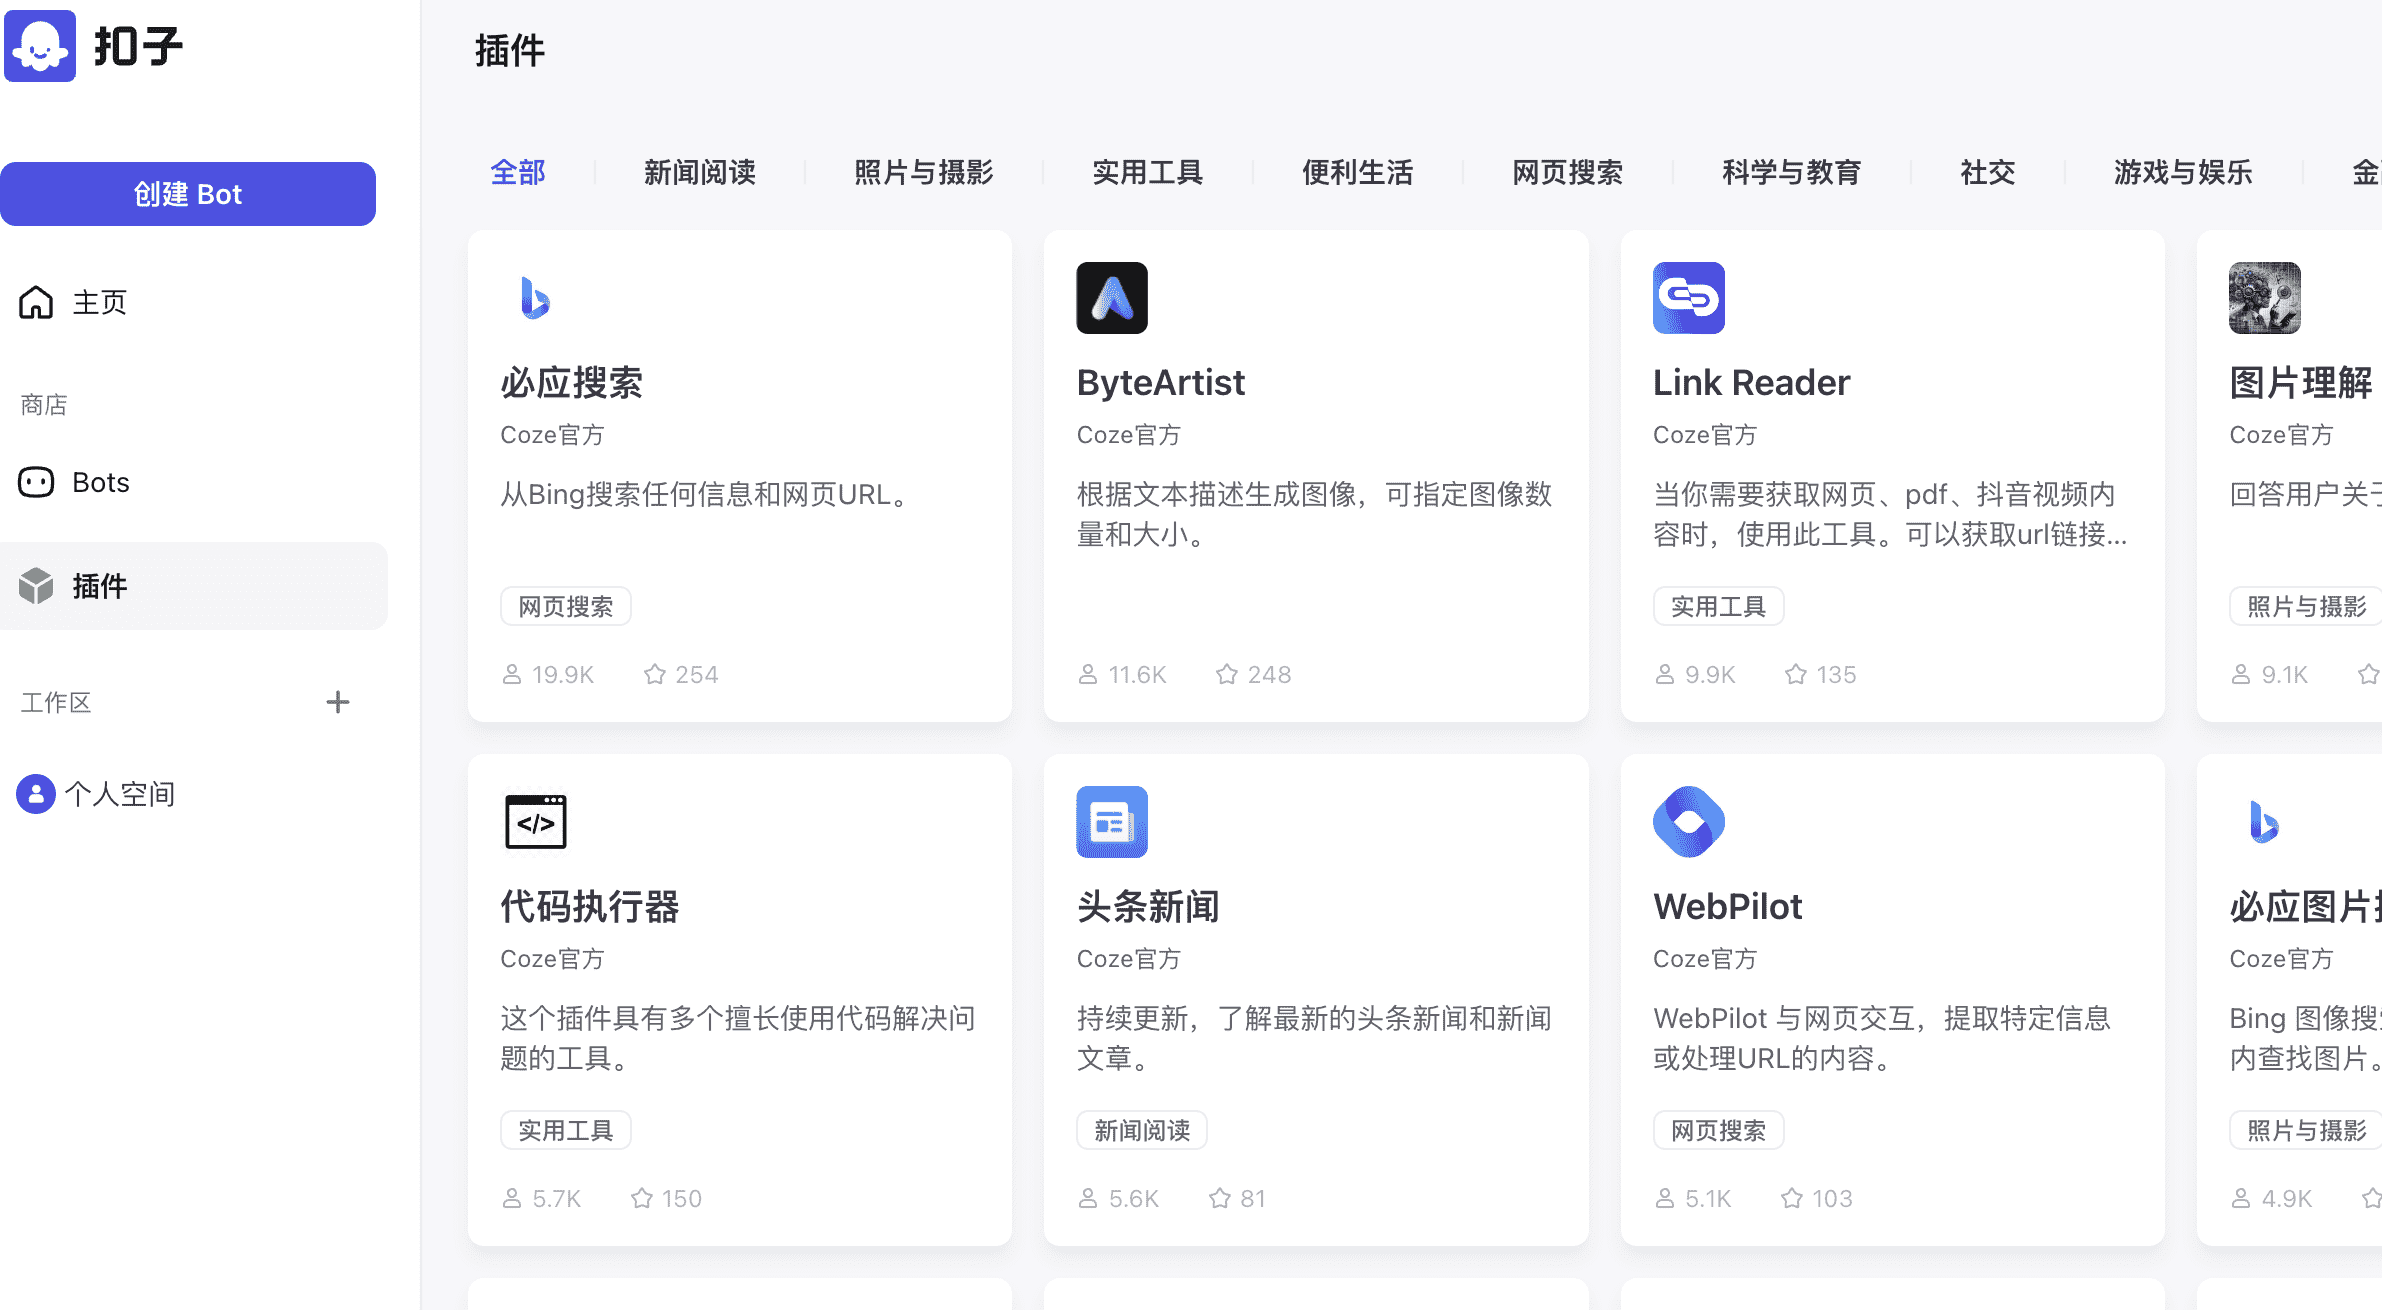 扣子
创建 Bot
主页
商店
Bots
插件
工作区
个人空间
插件
全部
新闻阅读
照片与摄影
实用工具
便利生活
网页搜索
科学与教育
社交
游戏与娱乐
必应搜索
Coze官方
从Bing搜索任何信息和网页URL。
网页搜索
19.9K 254
ByteArtist
Coze官方
根据文本描述生成图像，可指定图像数
量和大小。
11.6K 248
Link Reader
Coze官方
当你需要获取网页、pdf、抖音视频内
容时，使用此工具。可以获取url链接...
实用工具
9.9K 135
图片理解
Coze官方
回答用户关于
照片与摄影
9.1K
代码执行器
Coze官方
这个插件具有多个擅长使用代码解决问
题的工具。
实用工具
5.7K 150
头条新闻
Coze官方
持续更新，了解最新的头条新闻和新闻
文章。
新闻阅读
5.6K 81
WebPilot
Coze官方
WebPilot 与网页交互，提取特定信息
或处理URL的内容。
网页搜索
5.1K 103
必应图片
Coze官方
Bing 图像搜
内查找图片。
照片与摄影
4.9K